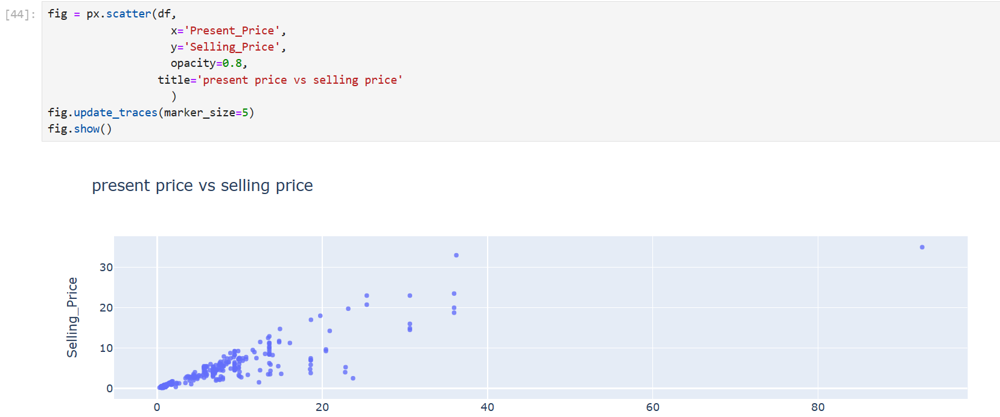 [44]: fig = px.scatter(df,
x='Present_Price',
y='Selling_Price',
opacity=0.8,
title='present price vs selling price'
)
fig.update_traces(marker_size=5)
fig.show()
present price vs selling price
Selling_Price
30
20
10
0
0 20 40 60 80